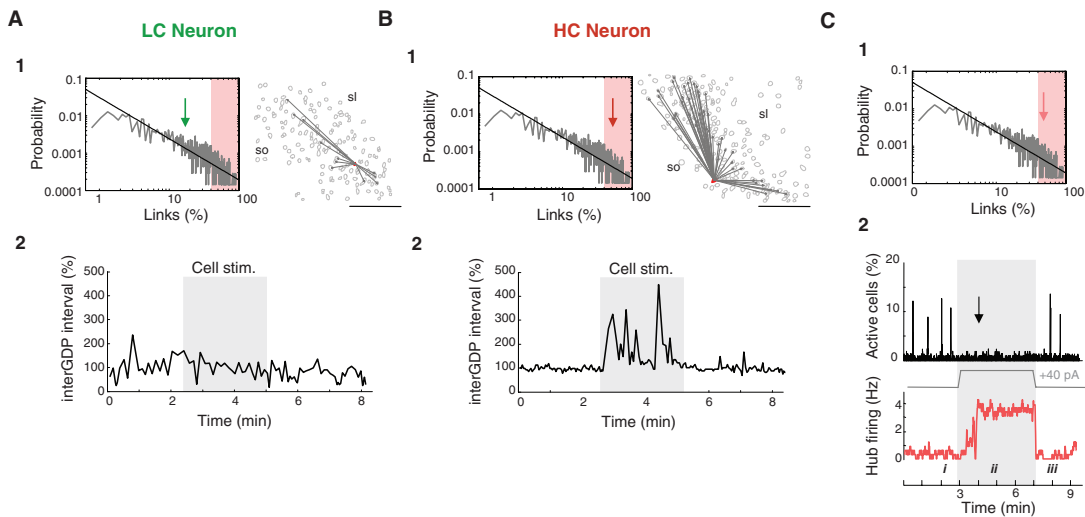 A
LC Neuron
1
Probability
0.1
0.01
0.001
0.0001
1
10
100
Links (%)
sl
so
2
interGDP interval (%)
500
400
300
200
100
0
Cell stim.
0
2
4
6
8
Time (min)
B
HC Neuron
1
Probability
0.1
0.01
0.001
0.0001
1
10
100
Links (%)
sl
so
2
interGDP interval (%)
500
400
300
200
100
0
Cell stim.
0
2
4
6
8
Time (min)
C
1
Probability
0.1
0.01
0.001
0.0001
0
10
100
Links (%)
2
Active cells (%)
20
10
0
+40 pA
Hub firing (Hz)
4
2
0
i
ii
iii
3
6
9
Time (min)